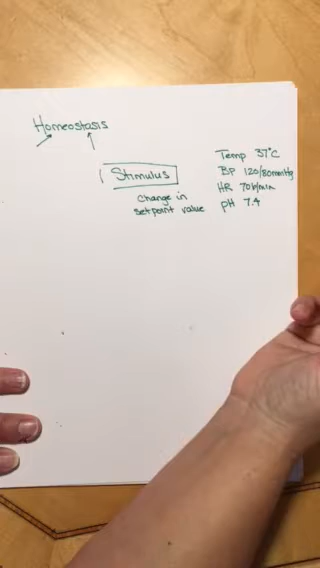 Homeostasis
Stimulus
Change in
setpoint value
Temp 37°C
BP 120/80mmHg
HR 70b/min
pH 7.4